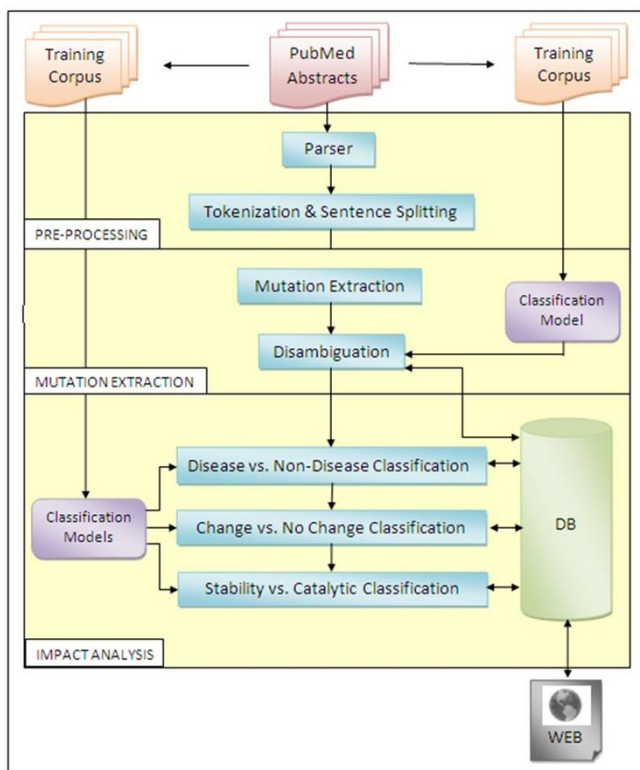 Training
Corpus
PubMed
Abstracts
Training
Corpus
Parser
Tokenization & Sentence Splitting
PRE-PROCESSING
Mutation Extraction
Classification
Model
Disambiguation
MUTATION EXTRACTION
Disease vs. Non-Disease Classification
Classification
Models
Change vs. No Change Classification
DB
Stability vs. Catalytic Classification
IMPACT ANALYSIS
WEB